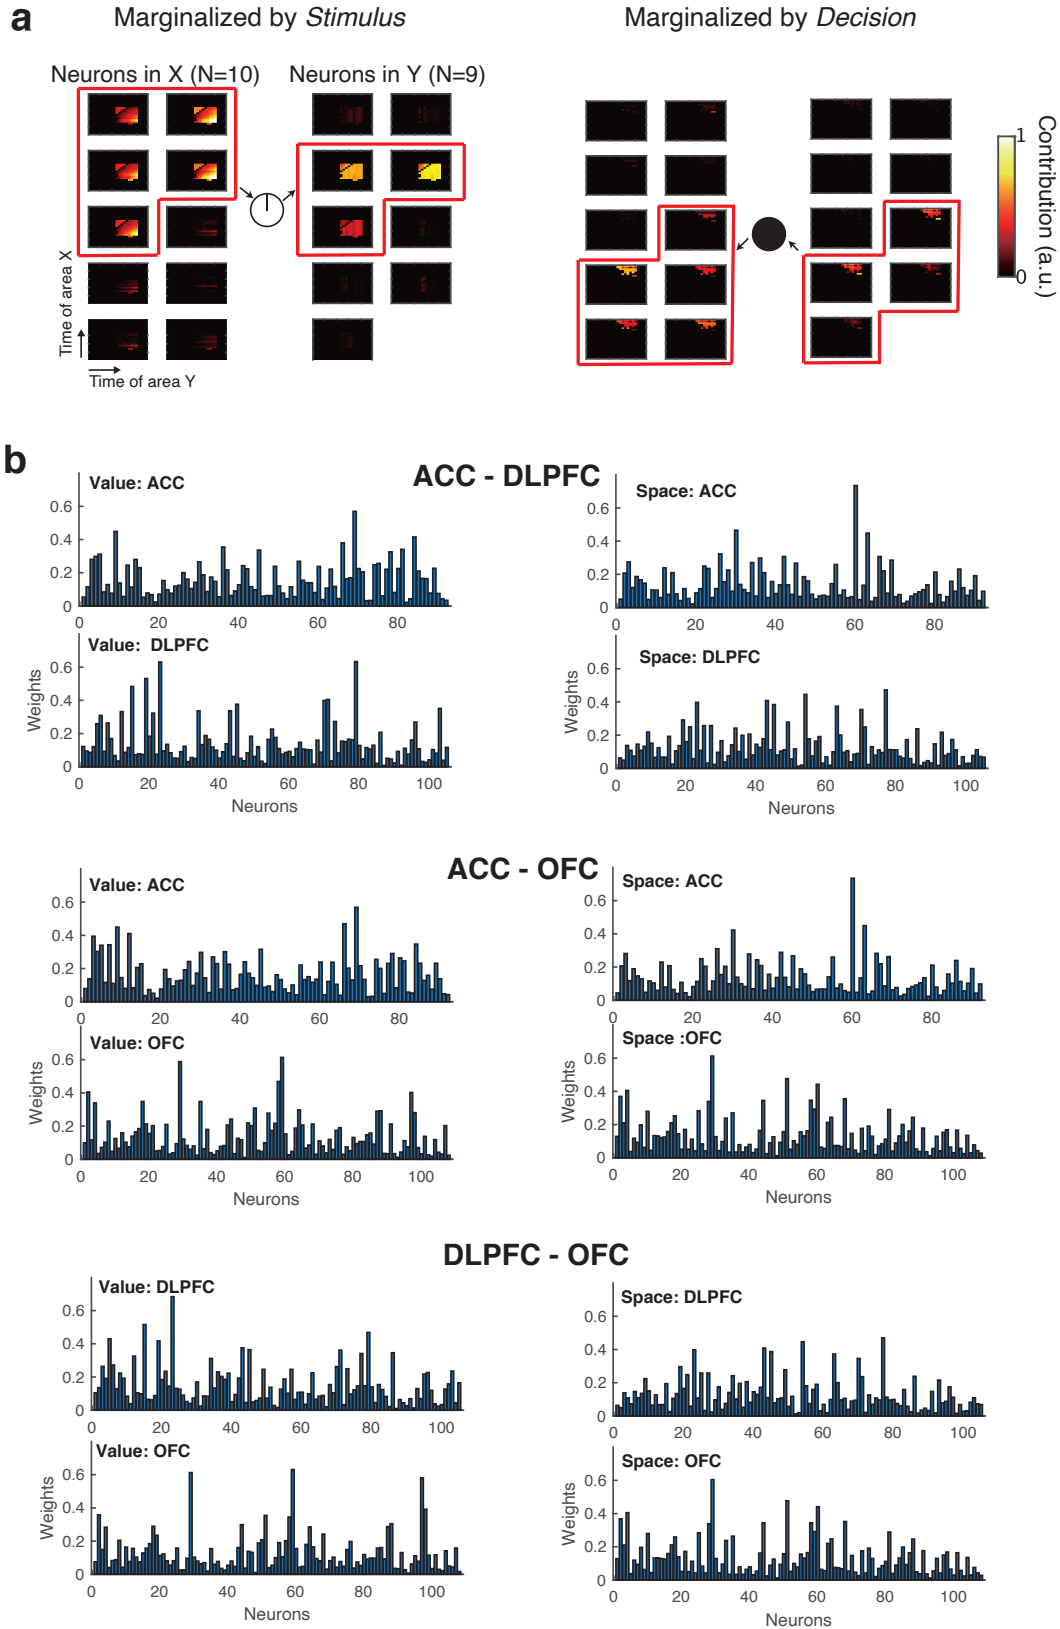 a
Marginalized by Stimulus
Marginalized by Decision
Neurons in X (N=10)
Neurons in Y (N=9)
Time of area X
Time of area Y
1
0
Contribution (a.u.)
b
ACC - DLPFC
Value: ACC
0.6
0.4
0.2
0
0 20 40 60 80
Space: ACC
0.6
0.4
0.2
0
0 20 40 60 80
Value: DLPFC
Weights
0.6
0.4
0.2
0
0 20 40 60 80 100
Neurons
Space: DLPFC
Weights
0.6
0.4
0.2
0
0 20 40 60 80 100
Neurons
ACC - OFC
Value: ACC
0.6
0.4
0.2
0
0 20 40 60 80
Space: ACC
0.6
0.4
0.2
0
0 20 40 60 80
Value: OFC
Weights
0.6
0.4
0.2
0
0 20 40 60 80 100
Neurons
Space :OFC
Weights
0.6
0.4
0.2
0
0 20 40 60 80 100
Neurons
DLPFC - OFC
Value: DLPFC
0.6
0.4
0.2
0
0 20 40 60 80 100
Space: DLPFC
0.6
0.4
0.2
0
0 20 40 60 80 100
Value: OFC
Weights
0.6
0.4
0.2
0
0 20 40 60 80 100
Neurons
Space: OFC
Weights
0.6
0.4
0.2
0
0 20 40 60 80 100
Neurons